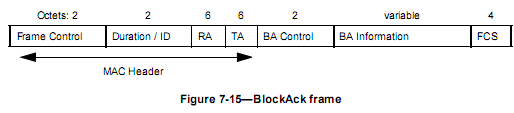 Octets: 2 2 6 6 2 variable 4
Frame Control Duration / ID RA TA BA Control BA Information FCS
MAC Header
Figure 7-15—BlockAck frame